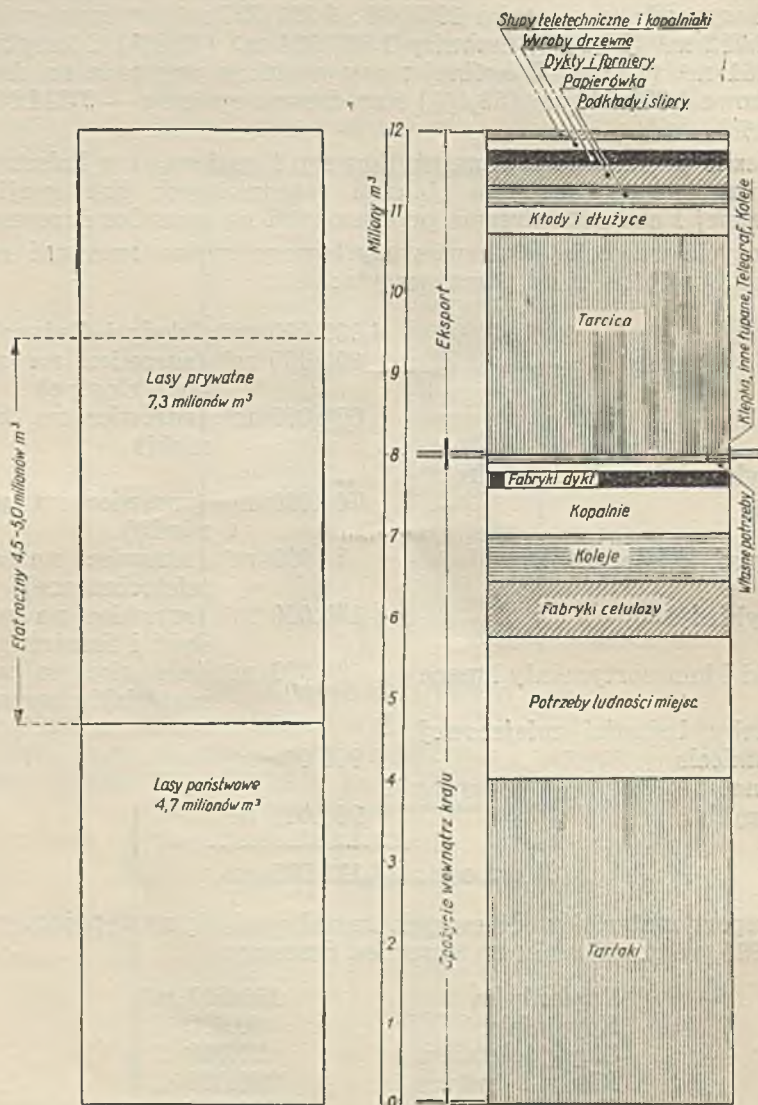 Słupy teletechniczne i kopalniaki
Wyroby drzewne
Dykty i forniery
Papierówka
Podkłady i slipry
Miliony m³
12
11
10
9
8
7
6
5
4
3
2
1
0
Eksport
Spożycie wewnątrz kraju
Etat roczny 4,5-5,0 milionów m³
Lasy prywatne
7,3 milionów m³
Lasy państwowe
4,7 milionów m³
Kłody i dłużyce
Tarcica
Klepka, inne łupane, Telegraf, Koleje
Własne potrzeby
Fabryki dykt
Kopalnie
Koleje
Fabryki celulozy
Potrzeby ludności miejsc.
Tartaki